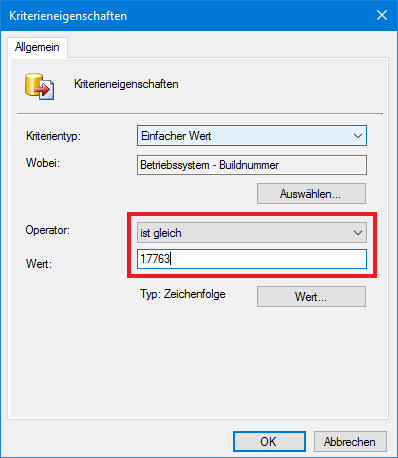 Kriterieneigenschaften
Allgemein
Kriterieneigenschaften
Kriterientyp: Einfacher Wert
Wobei: Betriebssystem - Buildnummer
Auswählen...
Operator: ist gleich
Wert: 17763
Typ: Zeichenfolge Wert...
OK Abbrechen